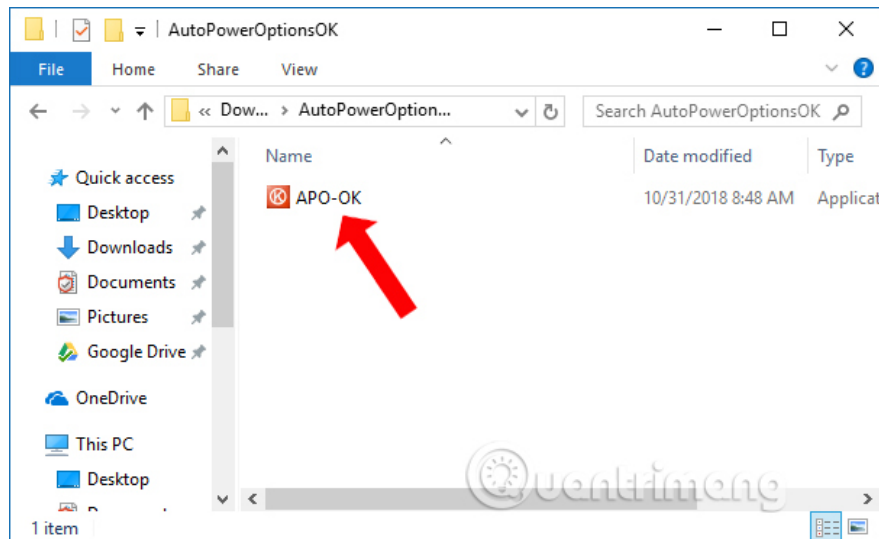 AutoPowerOptionsOK
File Home Share View
« Dow... > AutoPowerOption... Search AutoPowerOptionsOK
Name Date modified Type
APO-OK 10/31/2018 8:48 AM Applicat
Quick access
Desktop
Downloads
Documents
Pictures
Google Drive
OneDrive
This PC
Desktop
1 item
Quantrimang